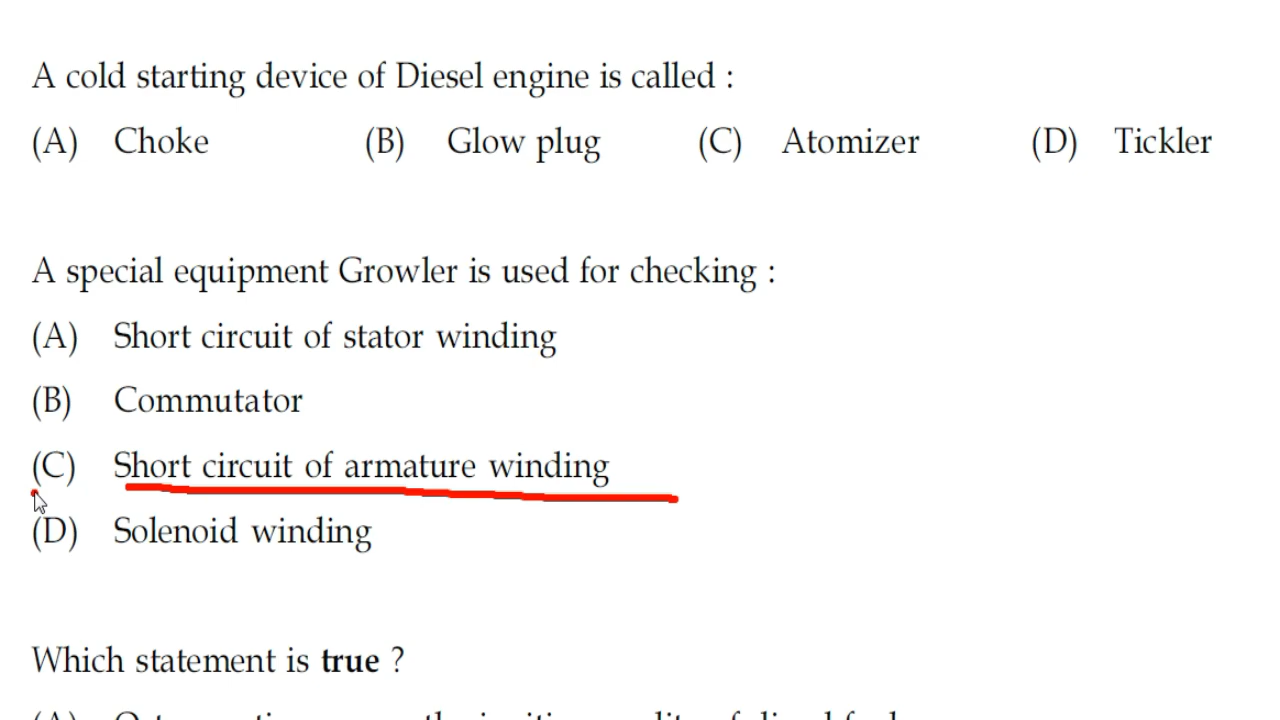 A cold starting device of Diesel engine is called :
(A) Choke (B) Glow plug (C) Atomizer (D) Tickler
A special equipment Growler is used for checking :
(A) Short circuit of stator winding
(B) Commutator
(C) Short circuit of armature winding
(D) Solenoid winding
Which statement is true ?